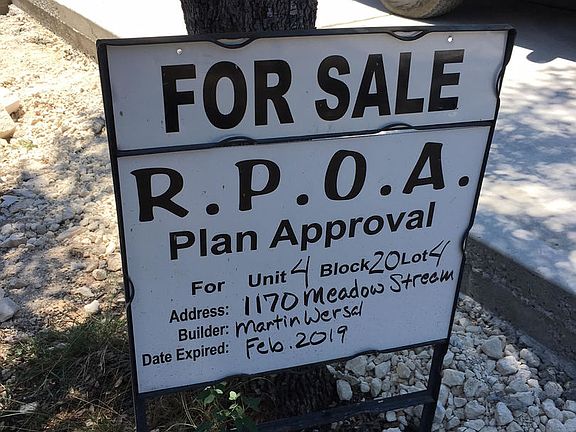 FOR SALE
R.P.O.A.
Plan Approval
For Unit 4 Block 20 Lot 4
Address: 1170 Meadow Stream
Builder: Martin Wersal
Date Expired: Feb. 2019